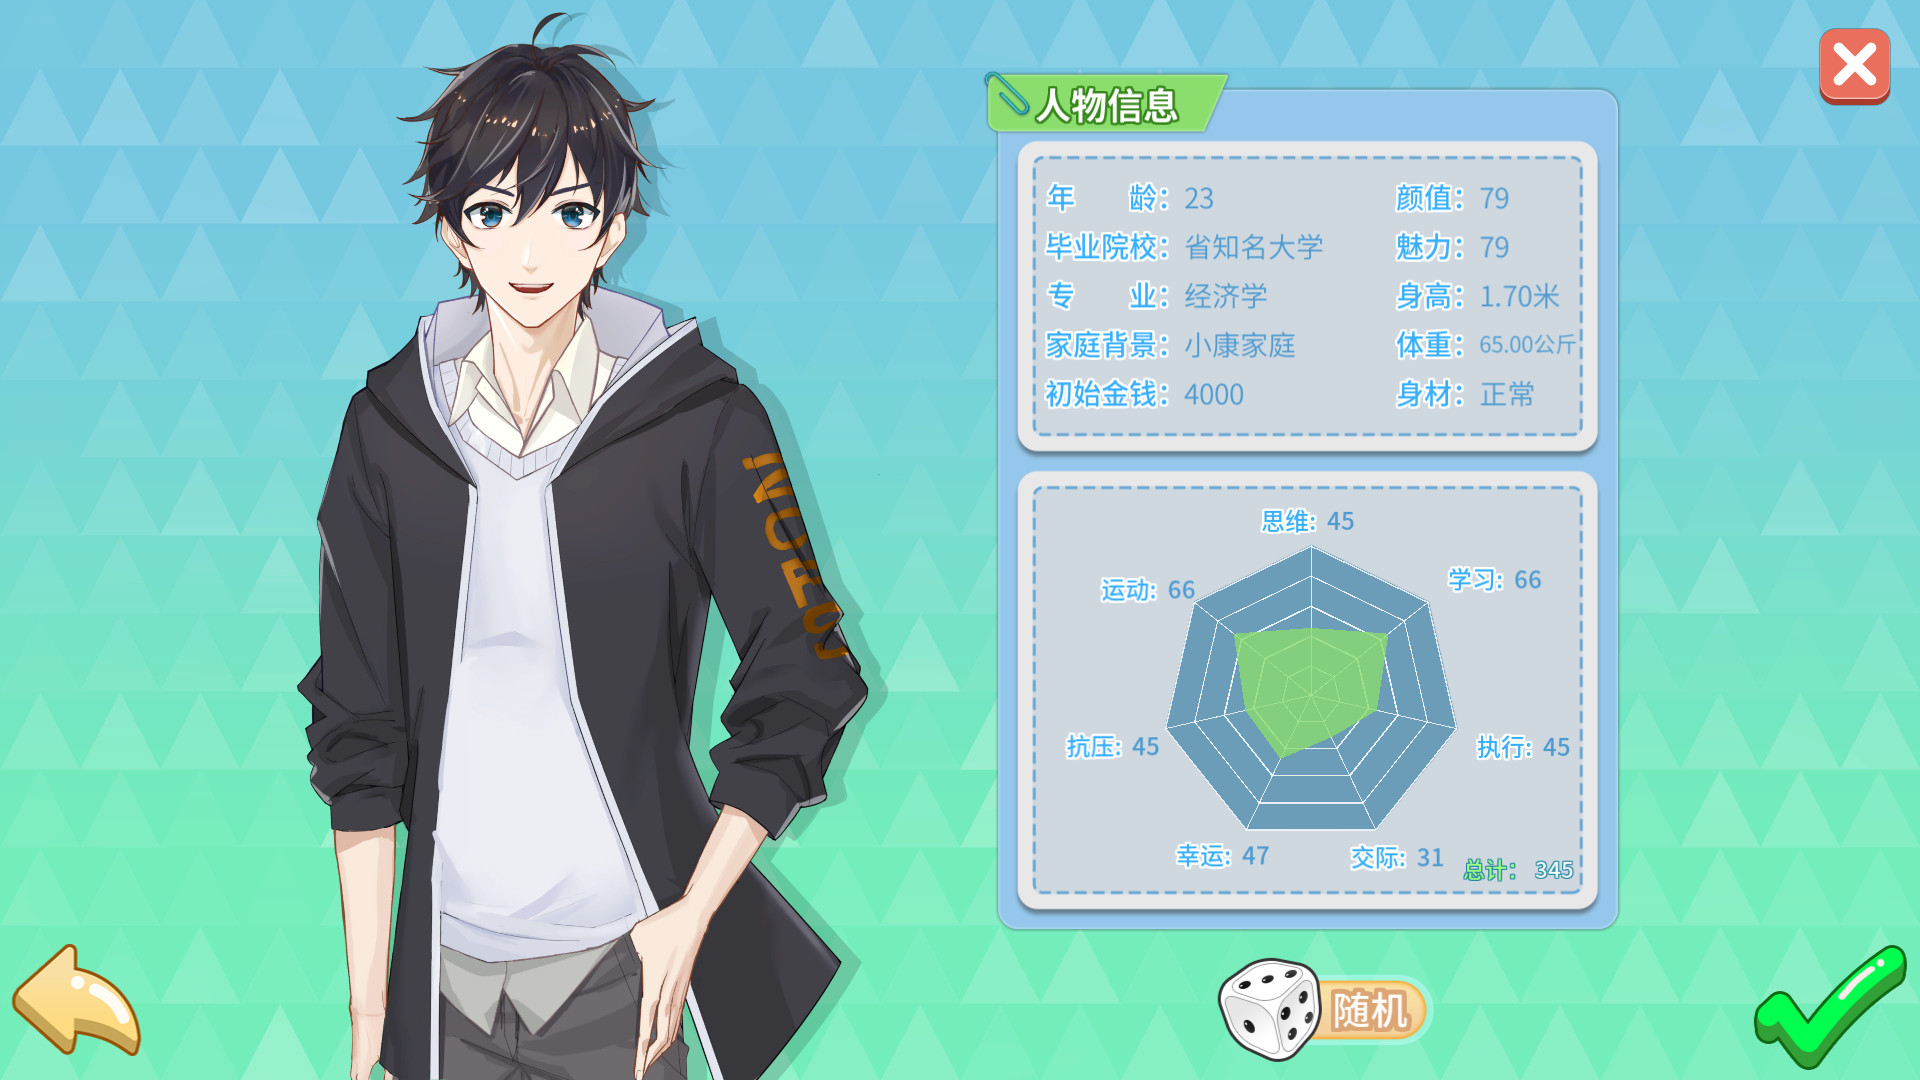 人物信息
年 龄: 23 颜值: 79
毕业院校: 省知名大学 魅力: 79
专 业: 经济学 身高: 1.70米
家庭背景: 小康家庭 体重: 65.00公斤
初始金钱: 4000 身材: 正常
思维: 45
运动: 66 学习: 66
抗压: 45 执行: 45
幸运: 47 交际: 31
总计: 345
随机